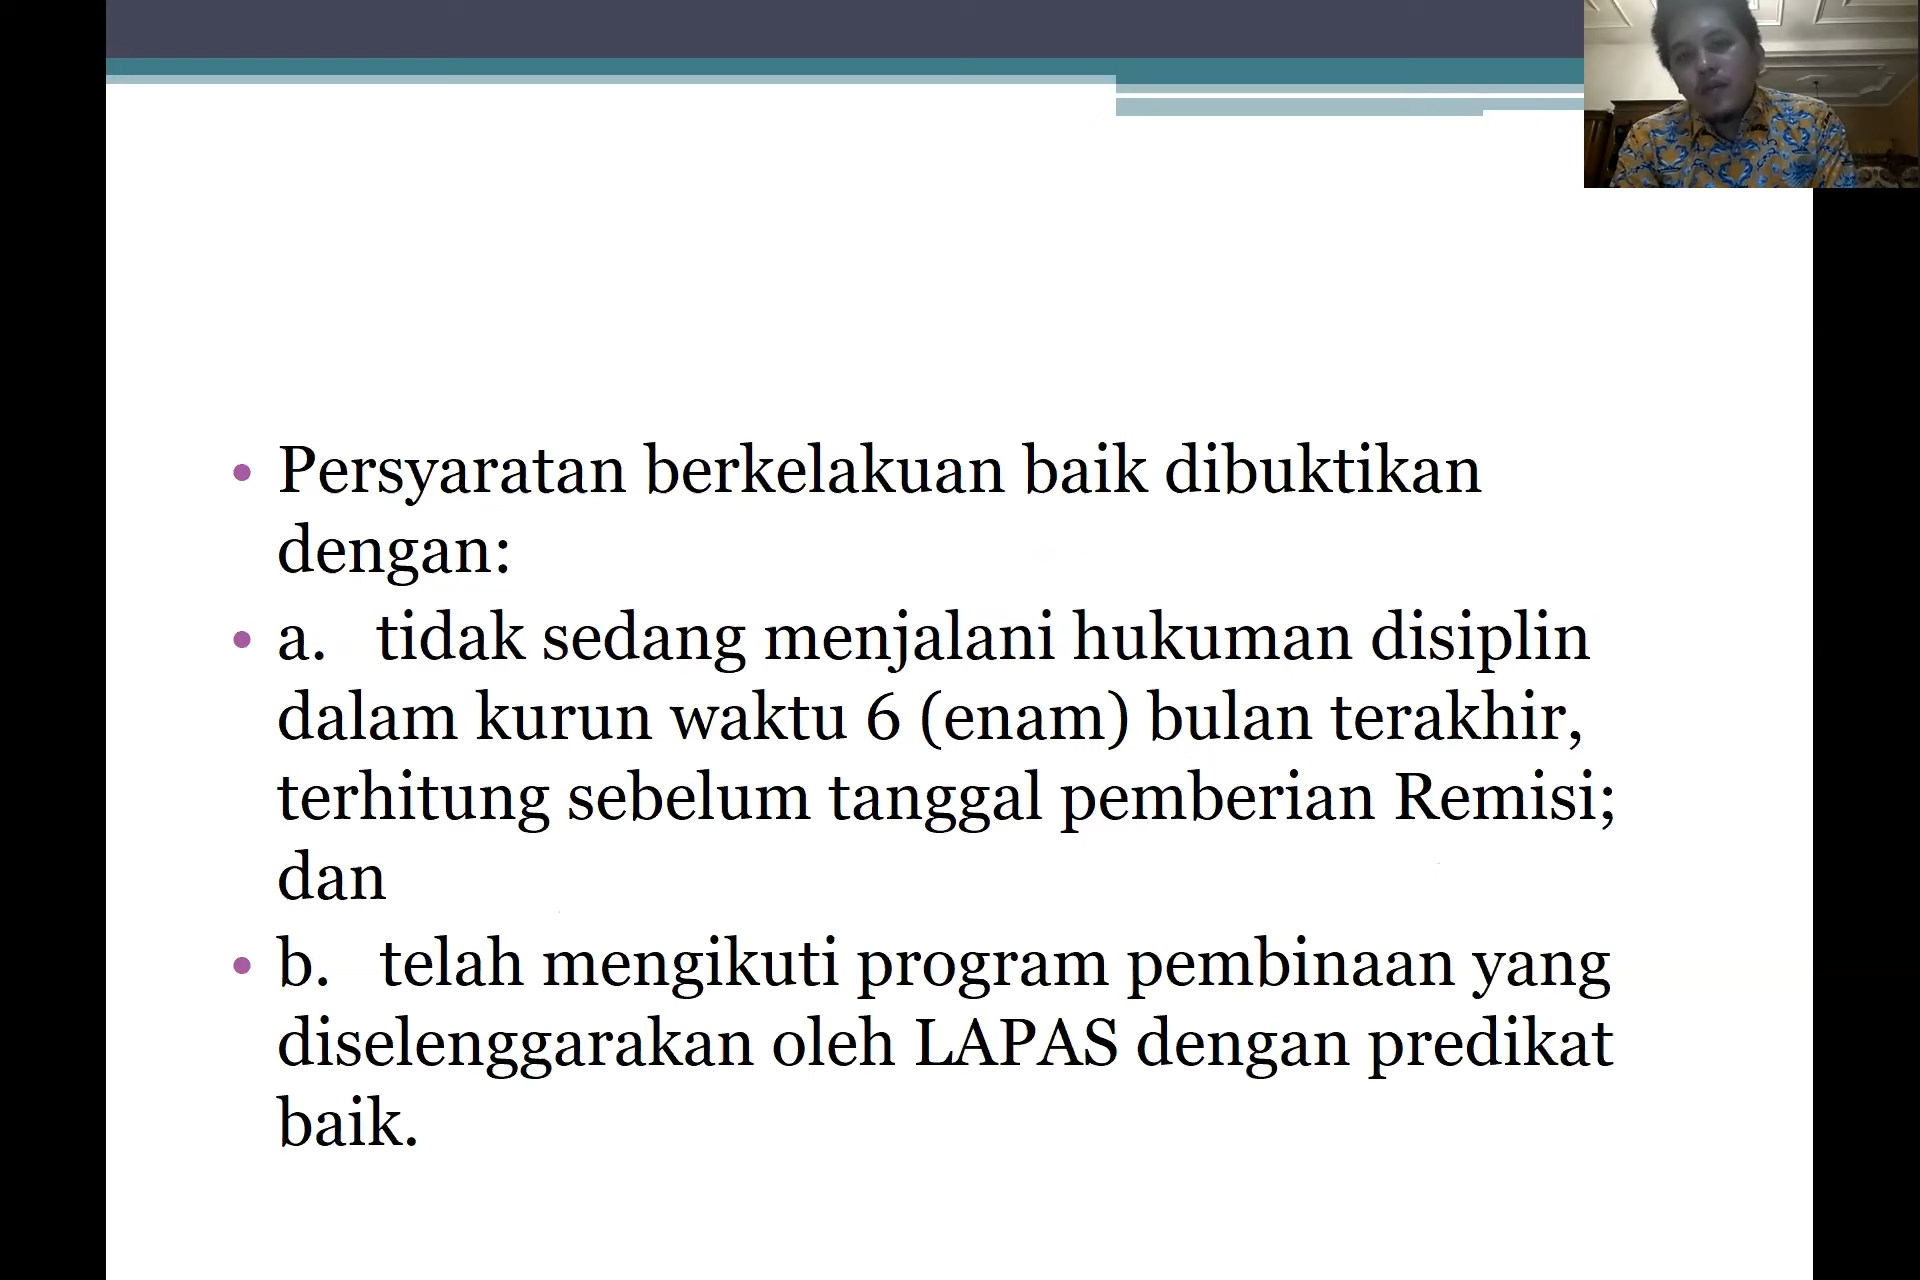 • Persyaratan berkelakuan baik dibuktikan
dengan:
• a. tidak sedang menjalani hukuman disiplin
dalam kurun waktu 6 (enam) bulan terakhir,
terhitung sebelum tanggal pemberian Remisi;
dan
• b. telah mengikuti program pembinaan yang
diselenggarakan oleh LAPAS dengan predikat
baik.